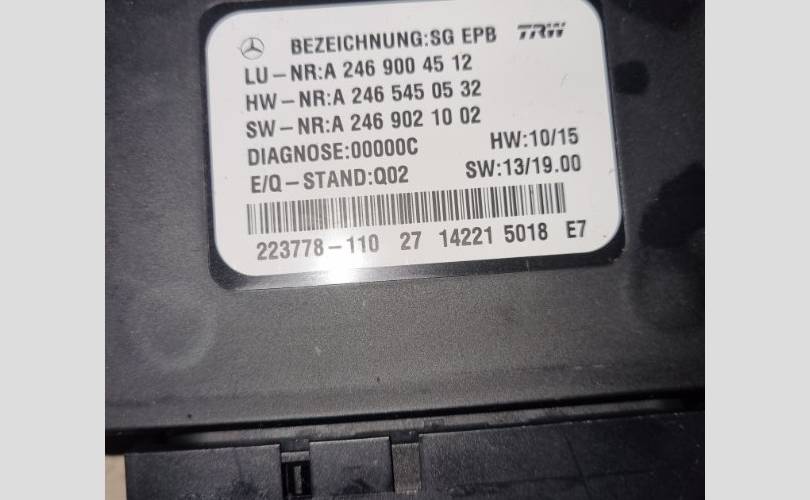 BEZEICHNUNG:SG EPB TRW
LU-NR:A 246 900 45 12
HW-NR:A 246 545 05 32
SW-NR:A 246 902 10 02
DIAGNOSE:00000C HW:10/15
E/Q-STAND:Q02 SW:13/19.00
223778-110 27 14221 5018 E7